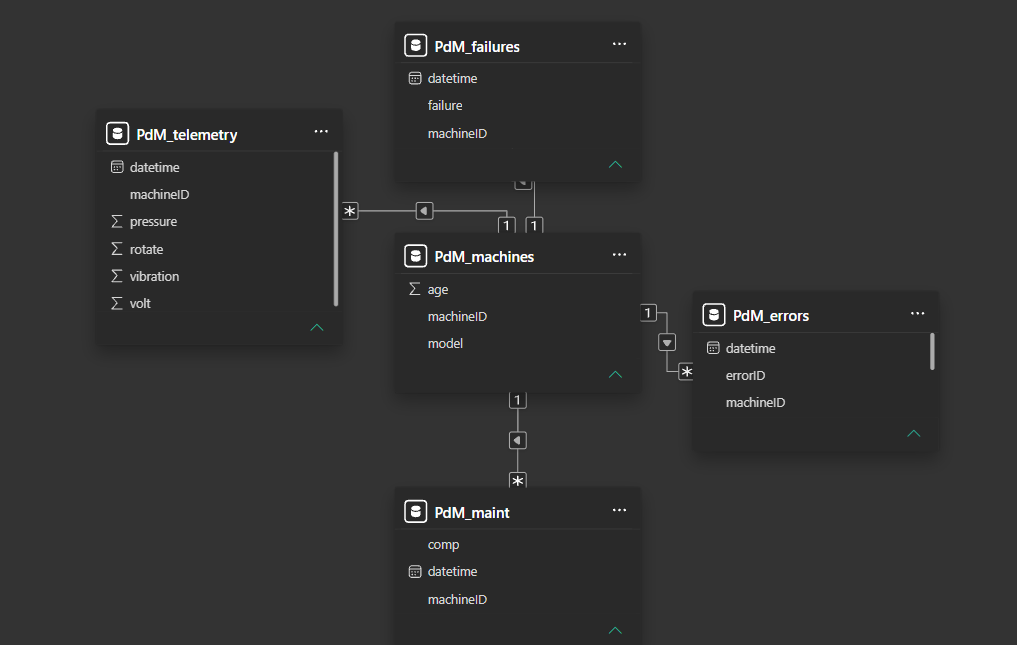 PdM_failures
datetime
failure
machineID
PdM_telemetry
datetime
machineID
pressure
rotate
vibration
volt
*
1
1
PdM_machines
age
machineID
model
1
*
PdM_errors
datetime
errorID
machineID
1
*
PdM_maint
comp
datetime
machineID